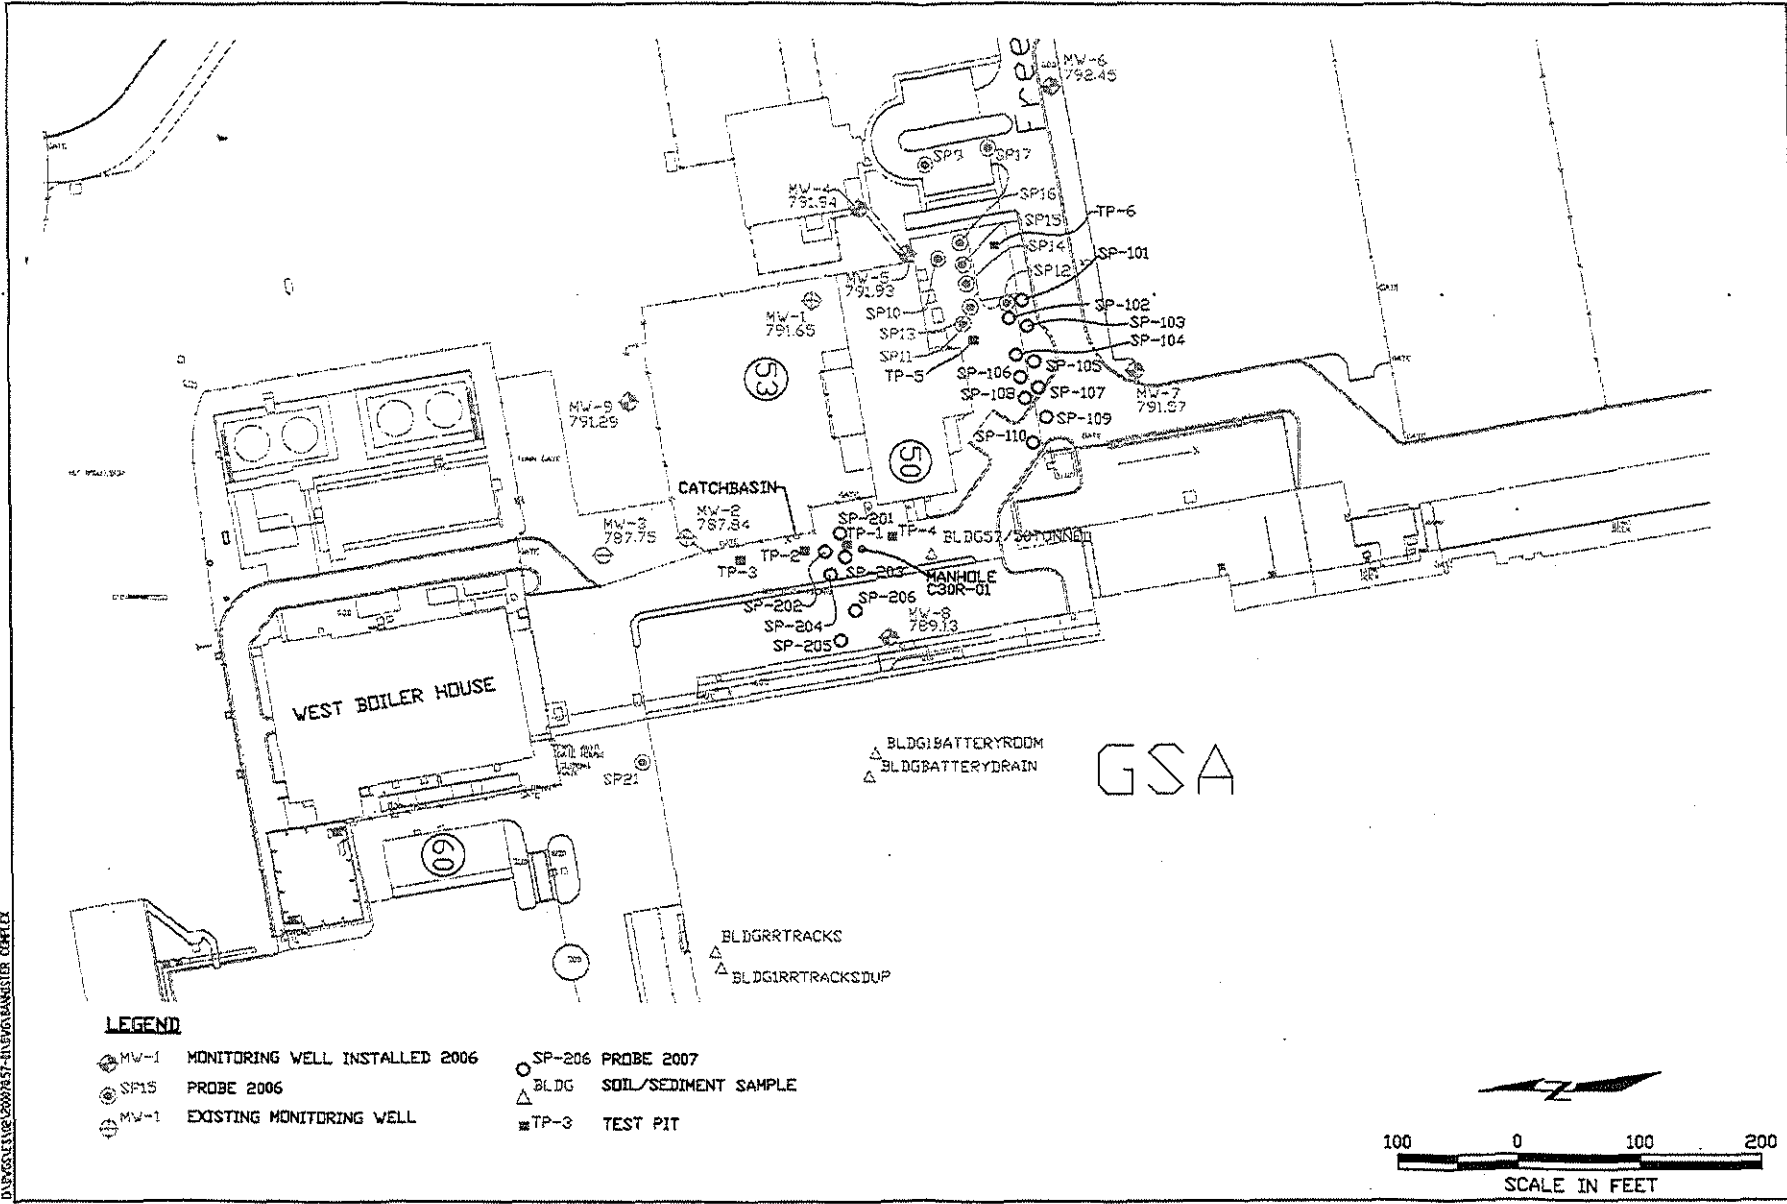 Free
MW-6
792.45
GATE
SP9
SP17
MW-4
791.94
SP16
TP-6
SP15
SP14
SP-101
MW-5
791.93
SP12
SP-102
SP10
MW-1
791.65
SP-103
SP13
SP-104
SP11
TP-5
SP-105
SP-106
MW-7
SP-107
SP-108
53
MW-9
791.29
SP-109
SP-110
GATE
50
CATCHBASIN
MW-2
787.84
SP-201
MW-3
787.75
TP-1
TP-4
TP-2
TP-3
SP-203
MANHOLE
C30R-01
SP-202
SP-206
SP-204
MW-8
789.13
SP-205
WEST BOILER HOUSE
BLDG1BATTERYROOM
BLDGBATTERYDRAIN
GSA
SP21
60
BLDGRRTRACKS
BLDG1RRTRACKSDUP
LEGEND
MW-1 MONITORING WELL INSTALLED 2006
SP15 PROBE 2006
MW-1 EXISTING MONITORING WELL
SP-206 PROBE 2007
BLDG SOIL/SEDIMENT SAMPLE
TP-3 TEST PIT
Z
100 0 100 200
SCALE IN FEET